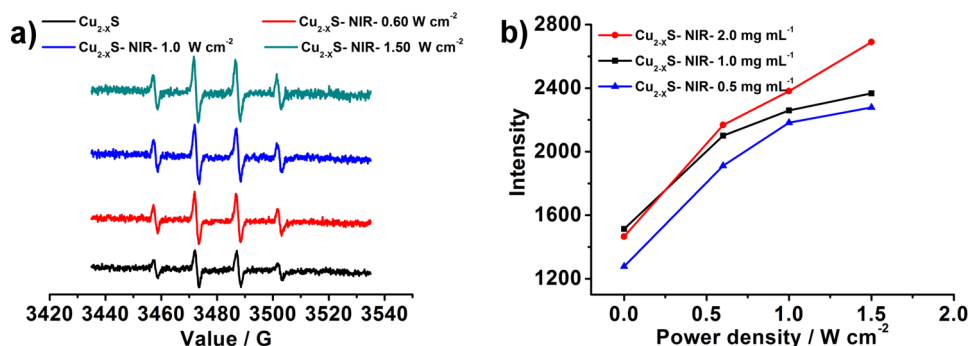 a)
Cu2-XS
Cu2-XS- NIR- 0.60 W cm-2
Cu2-XS- NIR- 1.0 W cm-2
Cu2-XS- NIR- 1.50 W cm-2
3420 3440 3460 3480 3500 3520 3540
Value / G
b)
Cu2-XS- NIR- 2.0 mg mL-1
Cu2-XS- NIR- 1.0 mg mL-1
Cu2-XS- NIR- 0.5 mg mL-1
Intensity
2800
2400
2000
1600
1200
0.0 0.5 1.0 1.5 2.0
Power density / W cm-2